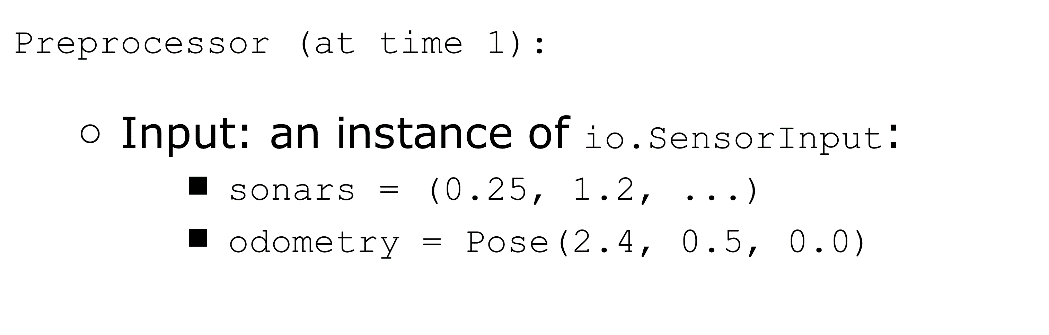 Preprocessor (at time 1):
○ Input: an instance of io.SensorInput:
■ sonars = (0.25, 1.2, ...)
■ odometry = Pose(2.4, 0.5, 0.0)